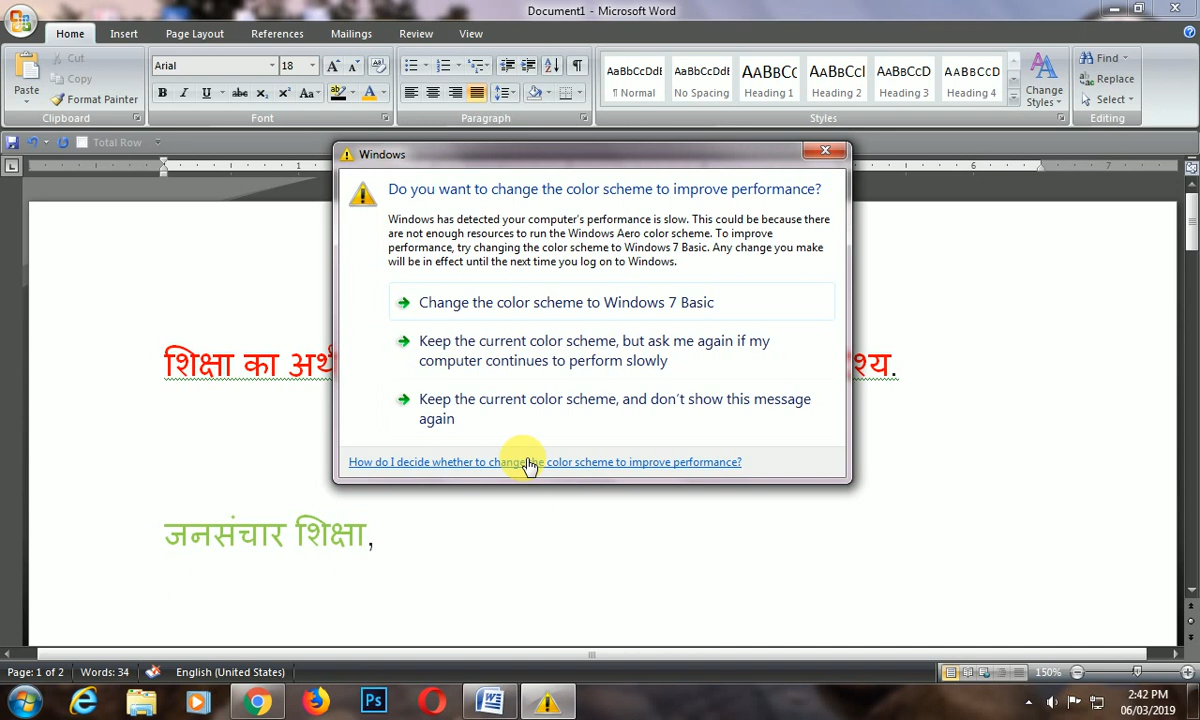 Document1 - Microsoft Word
Home Insert Page Layout References Mailings Review View
Paste
Cut
Copy
Format Painter
Clipboard
Arial 18
Font
Paragraph
AaBbCcDdE AaBbCcDd AaBbCc AaBbCcI AaBbCcD AaBbCcD
¶ Normal No Spacing Heading 1 Heading 2 Heading 3 Heading 4
Change
Styles
Styles
Find
Replace
Select
Editing
Total Row
1 6 7
Windows
Do you want to change the color scheme to improve performance?
Windows has detected your computer's performance is slow. This could be because there
are not enough resources to run the Windows Aero color scheme. To improve
performance, try changing the color scheme to Windows 7 Basic. Any change you make
will be in effect until the next time you log on to Windows.
Change the color scheme to Windows 7 Basic
Keep the current color scheme, but ask me again if my
computer continues to perform slowly
Keep the current color scheme, and don't show this message
again
How do I decide whether to change the color scheme to improve performance?
शिक्षा का
जनसंचार शिक्षा,
Page: 1 of 2 Words: 34 English (United States) 150%
Ps
2:42 PM
06/03/2019